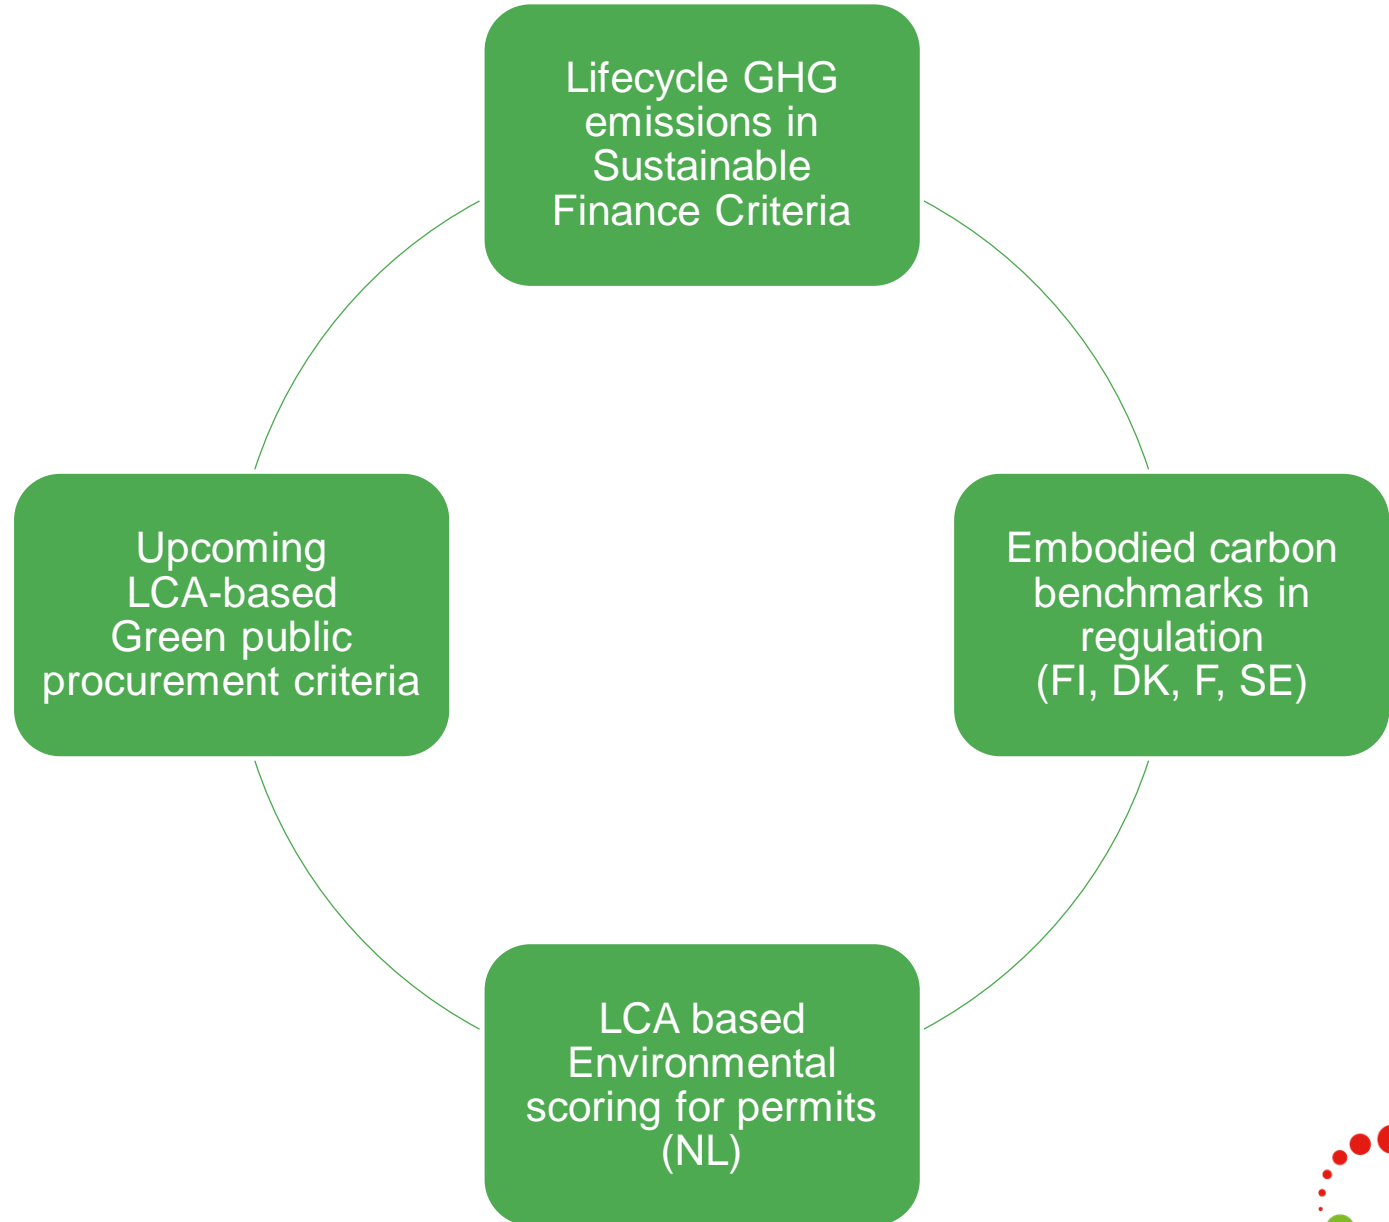 Lifecycle GHG
emissions in
Sustainable
Finance Criteria
Upcoming
LCA-based
Green public
procurement criteria
Embodied carbon
benchmarks in
regulation
(FI, DK, F, SE)
LCA based
Environmental
scoring for permits
(NL)